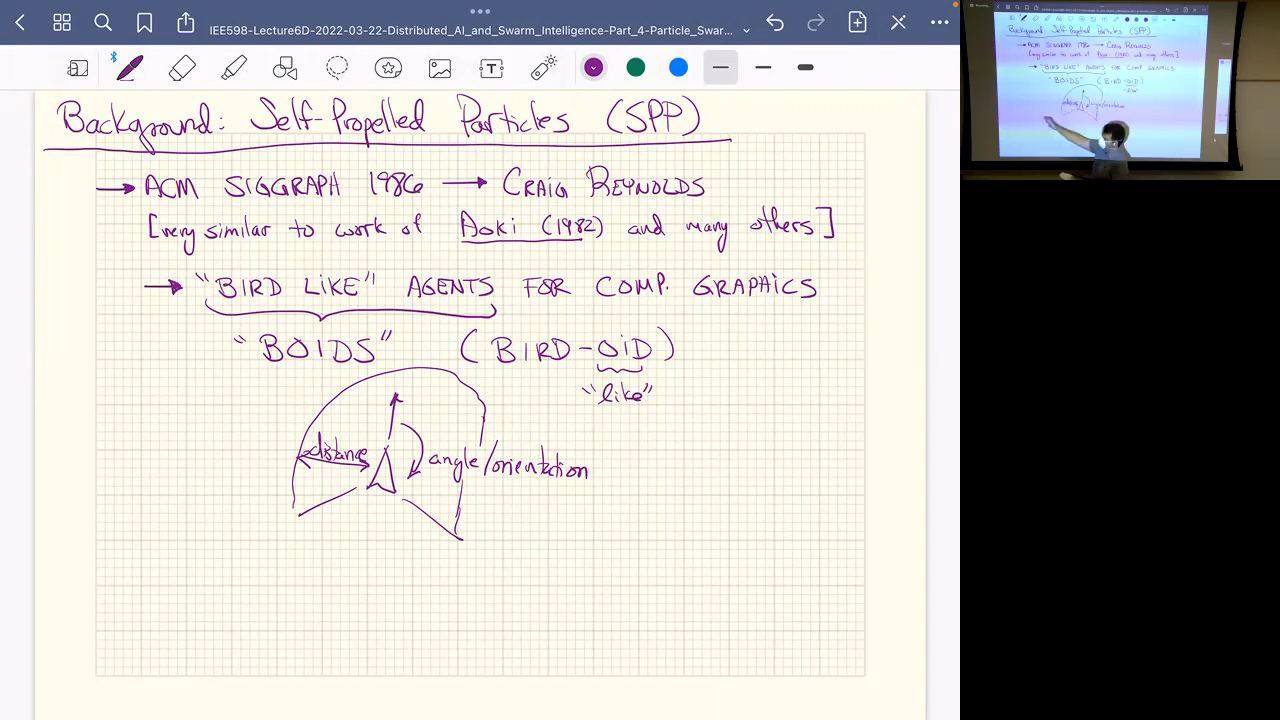 IEE598-Lecture6D-2022-03-22-Distributed_AI_and_Swarm_Intelligence-Part_4-Particle_Swar...
Background: Self-Propelled Particles (SPP)
→ ACM SIGGRAPH 1986 → CRAIG REYNOLDS
[very similar to work of Aoki (1982) and many others]
→ "BIRD LIKE" AGENTS FOR COMP. GRAPHICS
"BOIDS" (BIRD-OID)
"like"
distance
angle/orientation